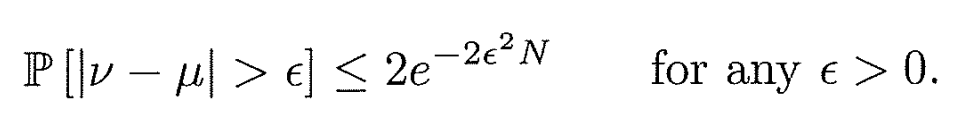 ℙ[|ν − μ| > ϵ] ≤ 2e^{−2ϵ²N} for any ϵ > 0.